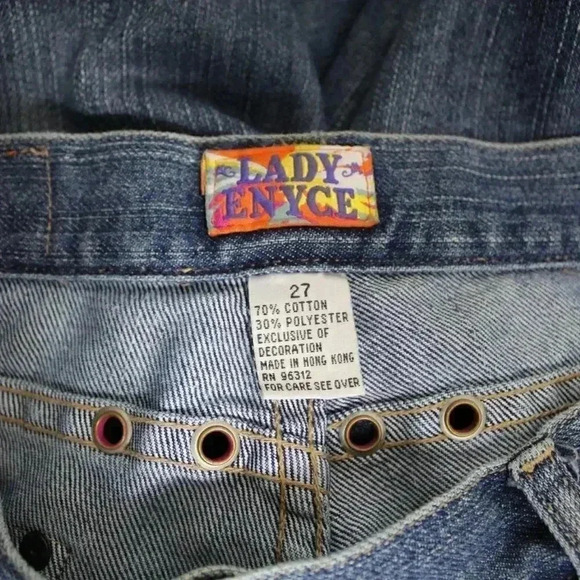 LADY
ENYCE
27
70% COTTON
30% POLYESTER
EXCLUSIVE OF
DECORATION
MADE IN HONG KONG
RN 96312
FOR CARE SEE OVER